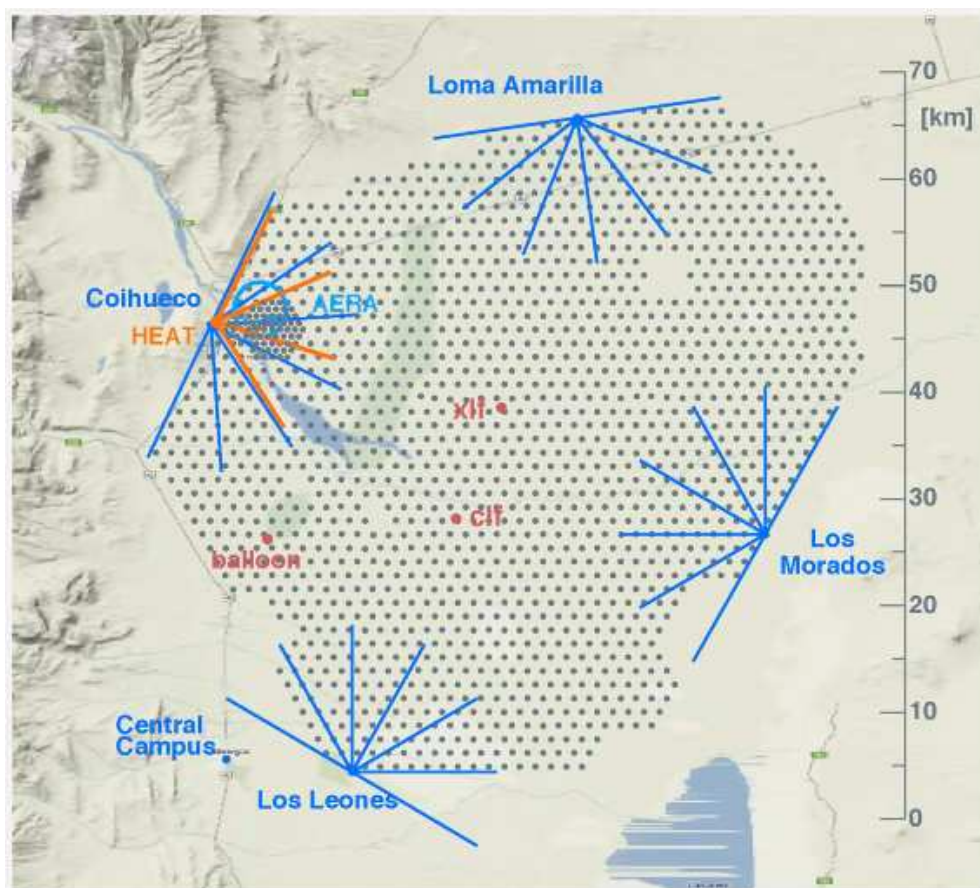 70
Loma Amarilla
[km]
60
50
Coihueco
AERA
HEAT
40
xlf
30
clf
balloon
Los
Morados
20
10
Central
Campus
Los Leones
0